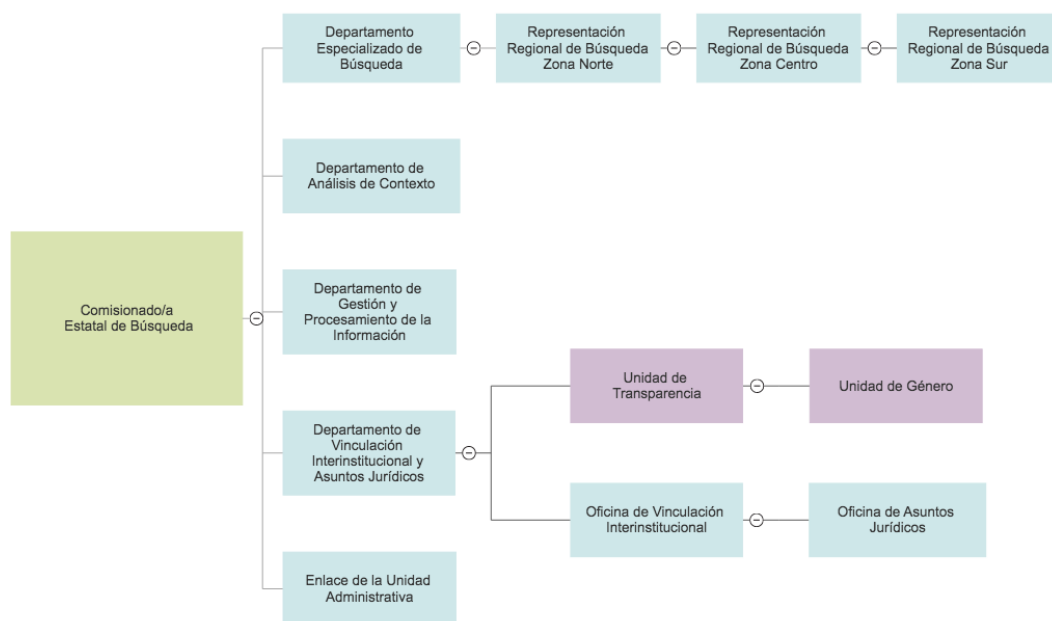 Departamento
Especializado de
Búsqueda
Representación
Regional de Búsqueda
Zona Norte
Representación
Regional de Búsqueda
Zona Centro
Representación
Regional de Búsqueda
Zona Sur
Departamento de
Análisis de Contexto
Comisionado/a
Estatal de Búsqueda
Departamento de
Gestión y
Procesamiento de la
Información
Unidad de
Transparencia
Unidad de Género
Departamento de
Vinculación
Interinstitucional y
Asuntos Jurídicos
Oficina de Vinculación
Interinstitucional
Oficina de Asuntos
Jurídicos
Enlace de la Unidad
Administrativa